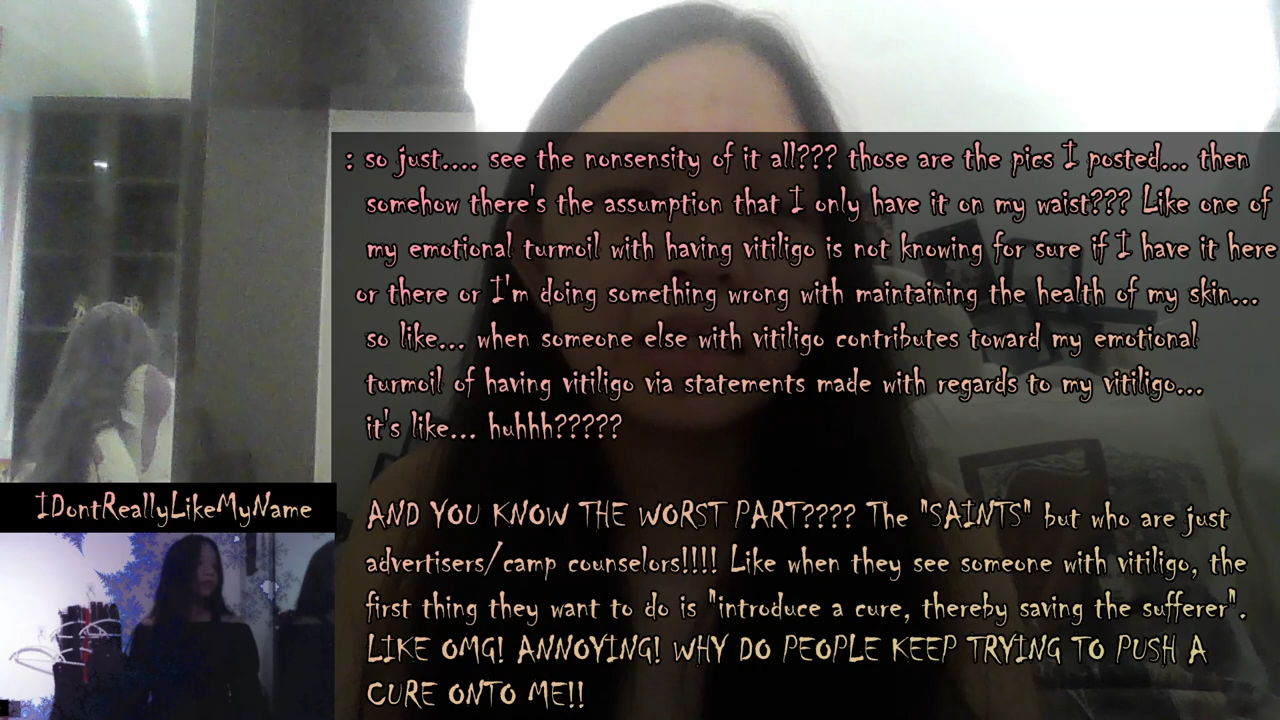 : so just.... see the nonsensity of it all??? those are the pics I posted... then
somehow there's the assumption that I only have it on my waist??? Like one of
my emotional turmoil with having vitiligo is not knowing for sure if I have it here
or there or I'm doing something wrong with maintaining the health of my skin...
so like... when someone else with vitiligo contributes toward my emotional
turmoil of having vitiligo via statements made with regards to my vitiligo...
it's like... huhhh?????
IDontReallyLikeMyName
AND YOU KNOW THE WORST PART???? The "SAINTS" but who are just
advertisers/camp counselors!!!! Like when they see someone with vitiligo, the
first thing they want to do is "introduce a cure, thereby saving the sufferer".
LIKE OMG! ANNOYING! WHY DO PEOPLE KEEP TRYING TO PUSH A
CURE ONTO ME!!